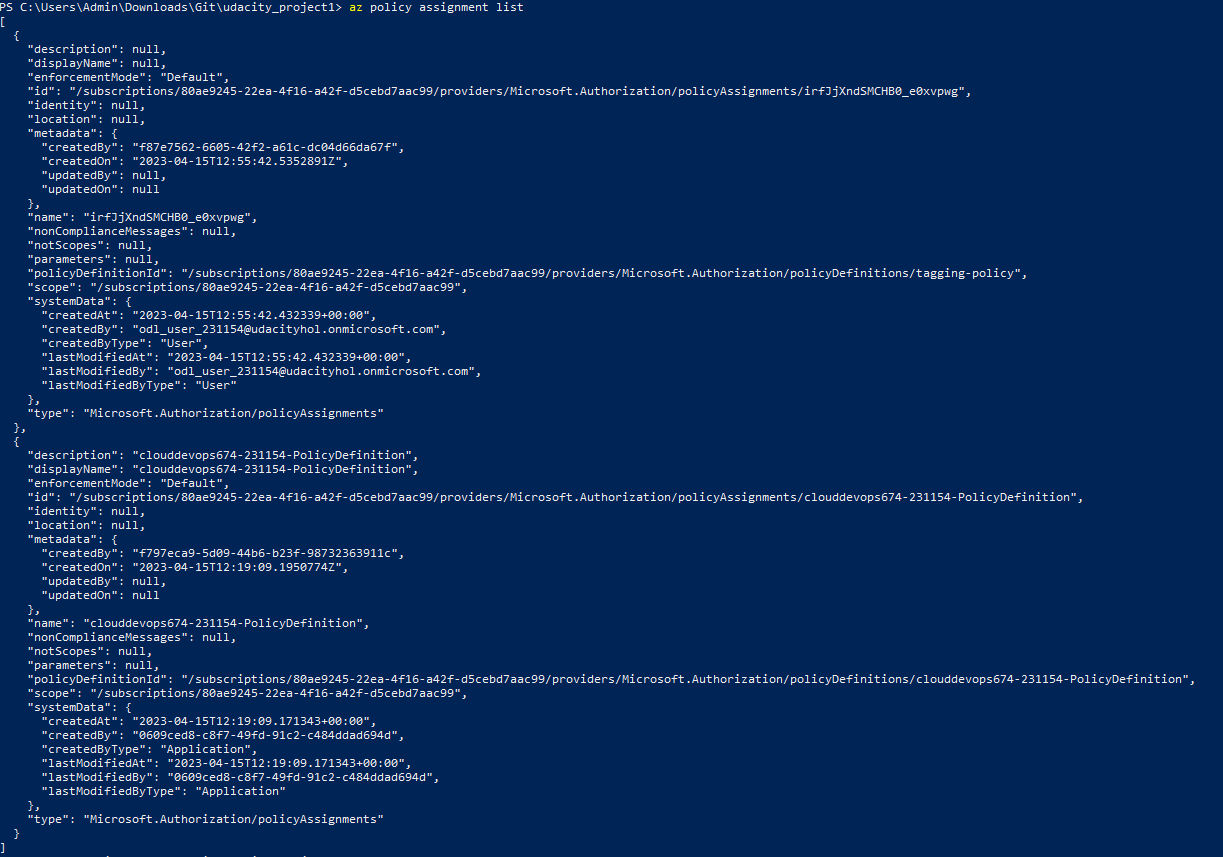 PS C:\Users\Admin\Downloads\Git\udacity_project1> az policy assignment list
[
  {
    "description": null,
    "displayName": null,
    "enforcementMode": "Default",
    "id": "/subscriptions/80ae9245-22ea-4f16-a42f-d5cebd7aac99/providers/Microsoft.Authorization/policyAssignments/irfJjXndSMCHB0_e0xvpwg",
    "identity": null,
    "location": null,
    "metadata": {
      "createdBy": "f87e7562-6605-42f2-a61c-dc04d66da67f",
      "createdOn": "2023-04-15T12:55:42.5352891Z",
      "updatedBy": null,
      "updatedOn": null
    },
    "name": "irfJjXndSMCHB0_e0xvpwg",
    "nonComplianceMessages": null,
    "notScopes": null,
    "parameters": null,
    "policyDefinitionId": "/subscriptions/80ae9245-22ea-4f16-a42f-d5cebd7aac99/providers/Microsoft.Authorization/policyDefinitions/tagging-policy",
    "scope": "/subscriptions/80ae9245-22ea-4f16-a42f-d5cebd7aac99",
    "systemData": {
      "createdAt": "2023-04-15T12:55:42.432339+00:00",
      "createdBy": "odl_user_231154@udacityhol.onmicrosoft.com",
      "createdByType": "User",
      "lastModifiedAt": "2023-04-15T12:55:42.432339+00:00",
      "lastModifiedBy": "odl_user_231154@udacityhol.onmicrosoft.com",
      "lastModifiedByType": "User"
    },
    "type": "Microsoft.Authorization/policyAssignments"
  },
  {
    "description": "clouddevops674-231154-PolicyDefinition",
    "displayName": "clouddevops674-231154-PolicyDefinition",
    "enforcementMode": "Default",
    "id": "/subscriptions/80ae9245-22ea-4f16-a42f-d5cebd7aac99/providers/Microsoft.Authorization/policyAssignments/clouddevops674-231154-PolicyDefinition",
    "identity": null,
    "location": null,
    "metadata": {
      "createdBy": "f797eca9-5d09-44b6-b23f-98732363911c",
      "createdOn": "2023-04-15T12:19:09.1950774Z",
      "updatedBy": null,
      "updatedOn": null
    },
    "name": "clouddevops674-231154-PolicyDefinition",
    "nonComplianceMessages": null,
    "notScopes": null,
    "parameters": null,
    "policyDefinitionId": "/subscriptions/80ae9245-22ea-4f16-a42f-d5cebd7aac99/providers/Microsoft.Authorization/policyDefinitions/clouddevops674-231154-PolicyDefinition",
    "scope": "/subscriptions/80ae9245-22ea-4f16-a42f-d5cebd7aac99",
    "systemData": {
      "createdAt": "2023-04-15T12:19:09.171343+00:00",
      "createdBy": "0609ced8-c8f7-49fd-91c2-c484ddad694d",
      "createdByType": "Application",
      "lastModifiedAt": "2023-04-15T12:19:09.171343+00:00",
      "lastModifiedBy": "0609ced8-c8f7-49fd-91c2-c484ddad694d",
      "lastModifiedByType": "Application"
    },
    "type": "Microsoft.Authorization/policyAssignments"
  }
]